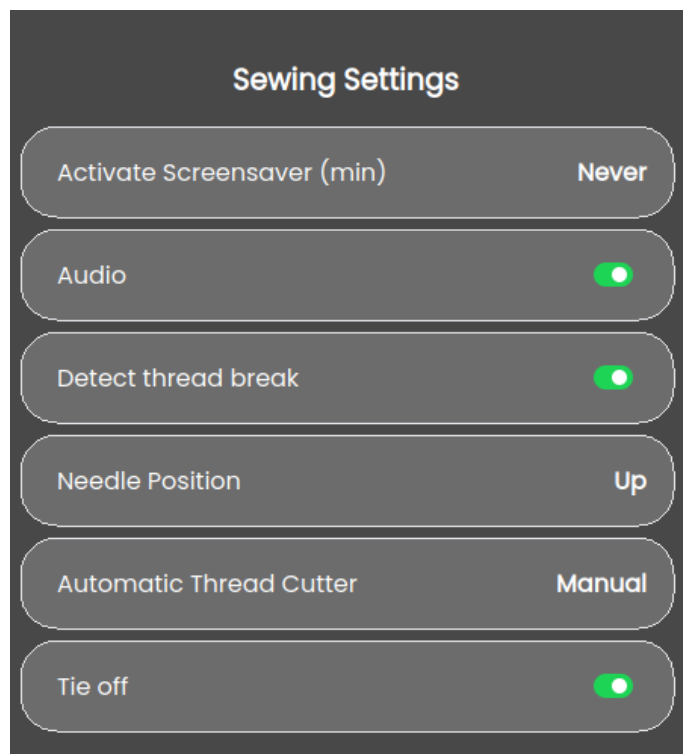 Sewing Settings
Activate Screensaver (min) Never
Audio
Detect thread break
Needle Position Up
Automatic Thread Cutter Manual
Tie off